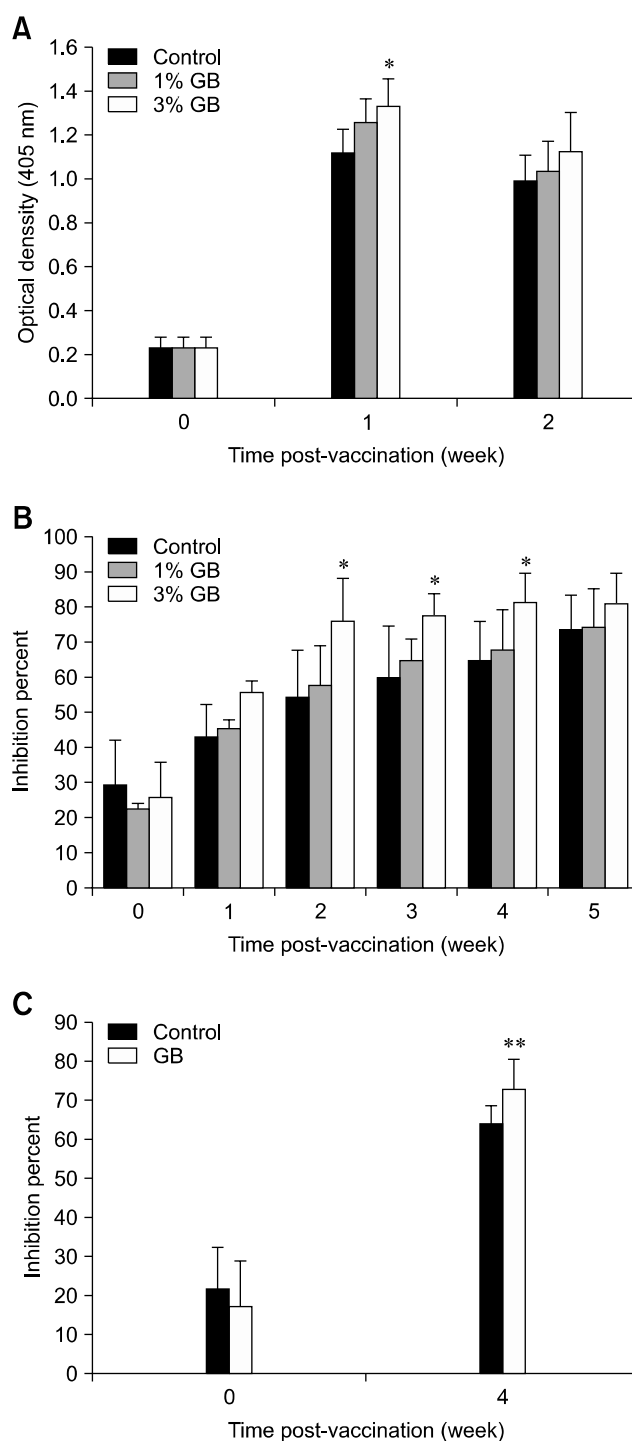 A
Control
1% GB
3% GB
*
1.6
1.4
1.2
1.0
0.8
0.6
0.4
0.2
0.0
Optical denssity (405 nm)
0 1 2
Time post-vaccination (week)
B
Control
1% GB
3% GB
* * *
100
90
80
70
60
50
40
30
20
10
0
Inhibition percent
0 1 2 3 4 5
Time post-vaccination (week)
C
Control
GB
**
90
80
70
60
50
40
30
20
10
0
Inhibition percent
0 4
Time post-vaccination (week)